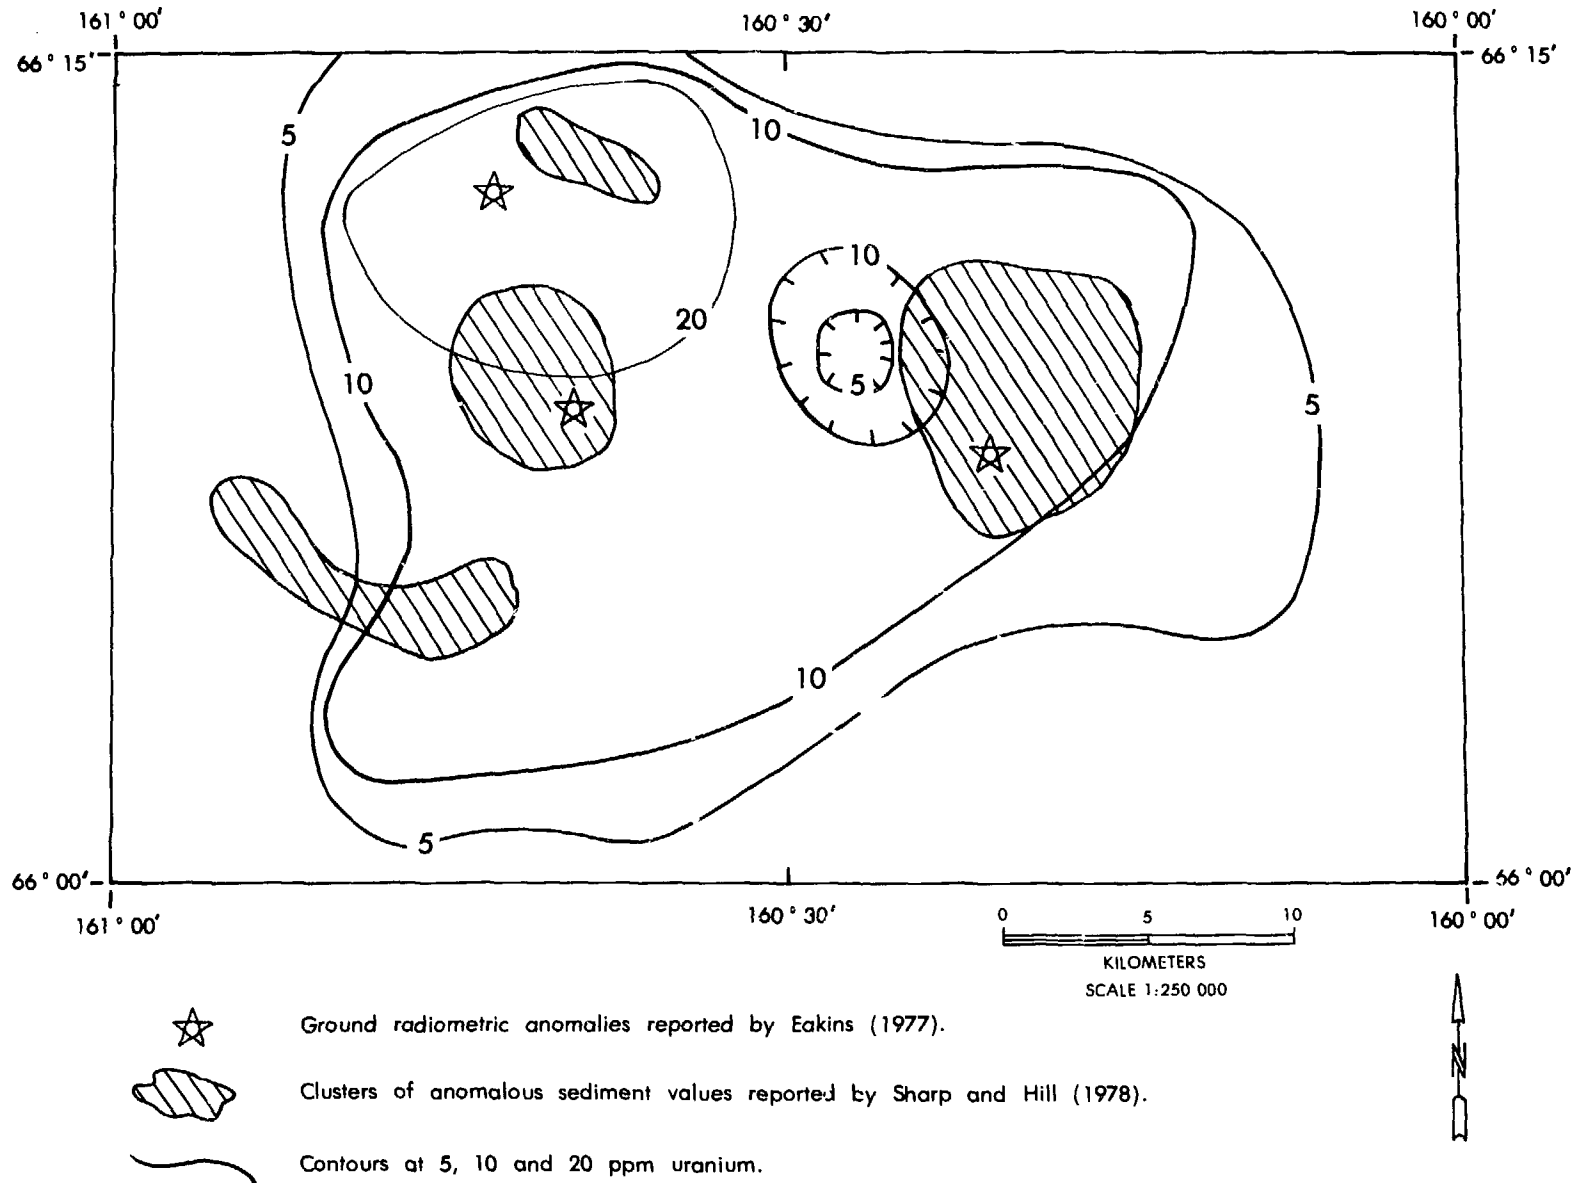 161° 00′ 160° 30′ 160° 00′
66° 15′ 66° 15′
5
10
10
20
10
5
5
10
10
5
66° 00′ 66° 00′
161° 00′ 160° 30′ 160° 00′
0 5 10
KILOMETERS
SCALE 1:250 000
N
Ground radiometric anomalies reported by Eakins (1977).
Clusters of anomalous sediment values reported by Sharp and Hill (1978).
Contours at 5, 10 and 20 ppm uranium.